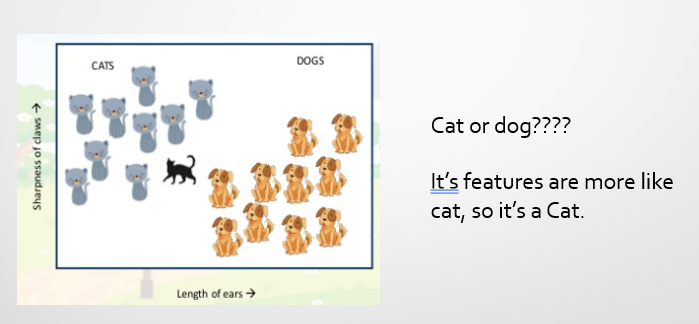 CATS
DOGS
Sharpness of claws →
Length of ears →
Cat or dog????
It's features are more like
cat, so it's a Cat.